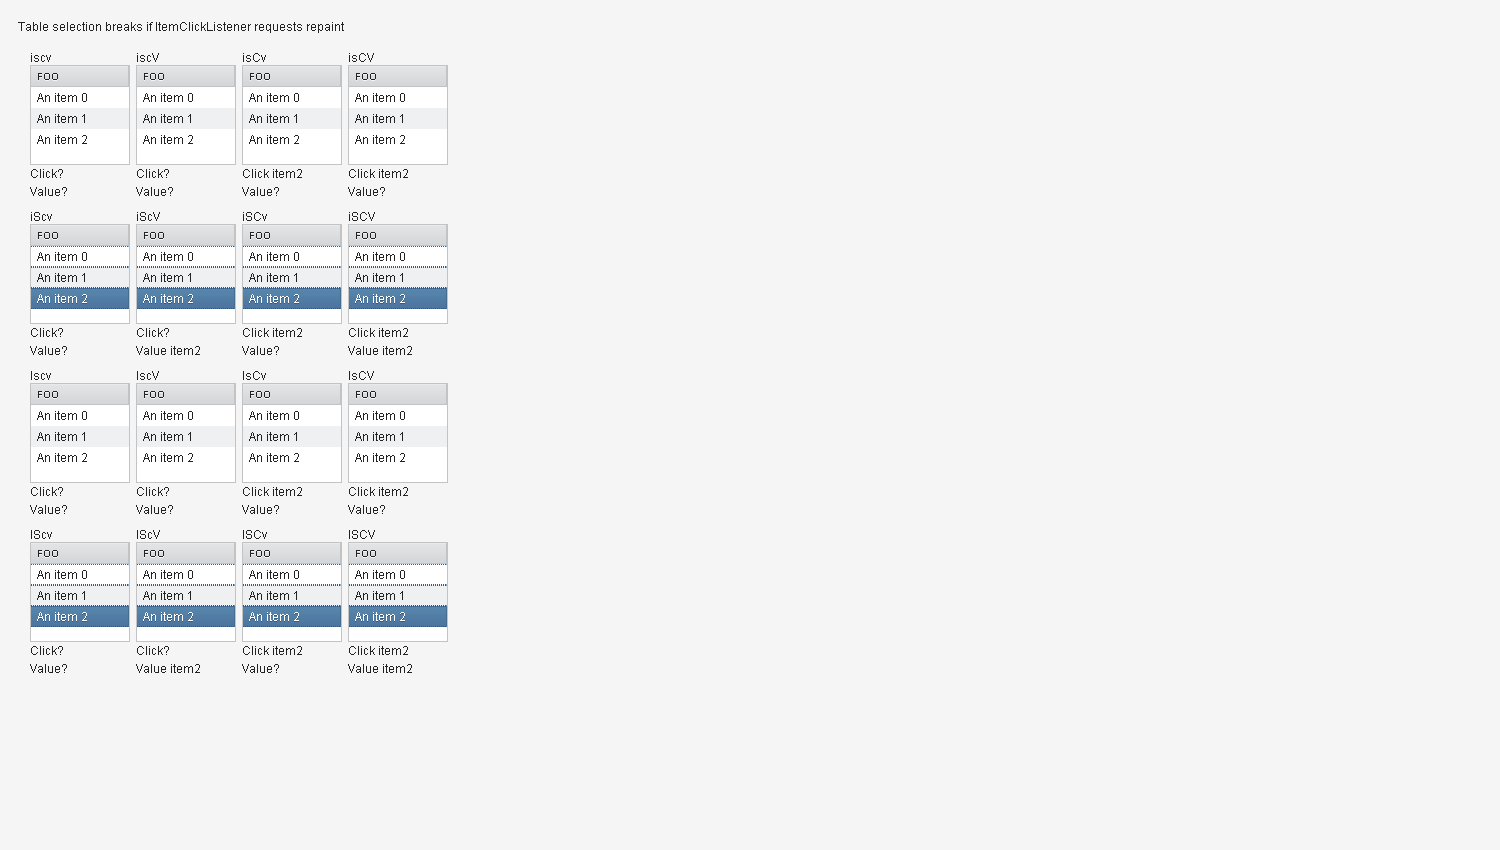 Table selection breaks if ItemClickListener requests repaint
iscv iscV isCv isCV
FOO FOO FOO FOO
An item 0 An item 0 An item 0 An item 0
An item 1 An item 1 An item 1 An item 1
An item 2 An item 2 An item 2 An item 2
Click? Click? Click item2 Click item2
Value? Value? Value? Value?
iScv iScV iSCv iSCV
FOO FOO FOO FOO
An item 0 An item 0 An item 0 An item 0
An item 1 An item 1 An item 1 An item 1
An item 2 An item 2 An item 2 An item 2
Click? Click? Click item2 Click item2
Value? Value item2 Value? Value item2
Iscv IscV IsCv IsCV
FOO FOO FOO FOO
An item 0 An item 0 An item 0 An item 0
An item 1 An item 1 An item 1 An item 1
An item 2 An item 2 An item 2 An item 2
Click? Click? Click item2 Click item2
Value? Value? Value? Value?
IScv IScV ISCv ISCV
FOO FOO FOO FOO
An item 0 An item 0 An item 0 An item 0
An item 1 An item 1 An item 1 An item 1
An item 2 An item 2 An item 2 An item 2
Click? Click? Click item2 Click item2
Value? Value item2 Value? Value item2